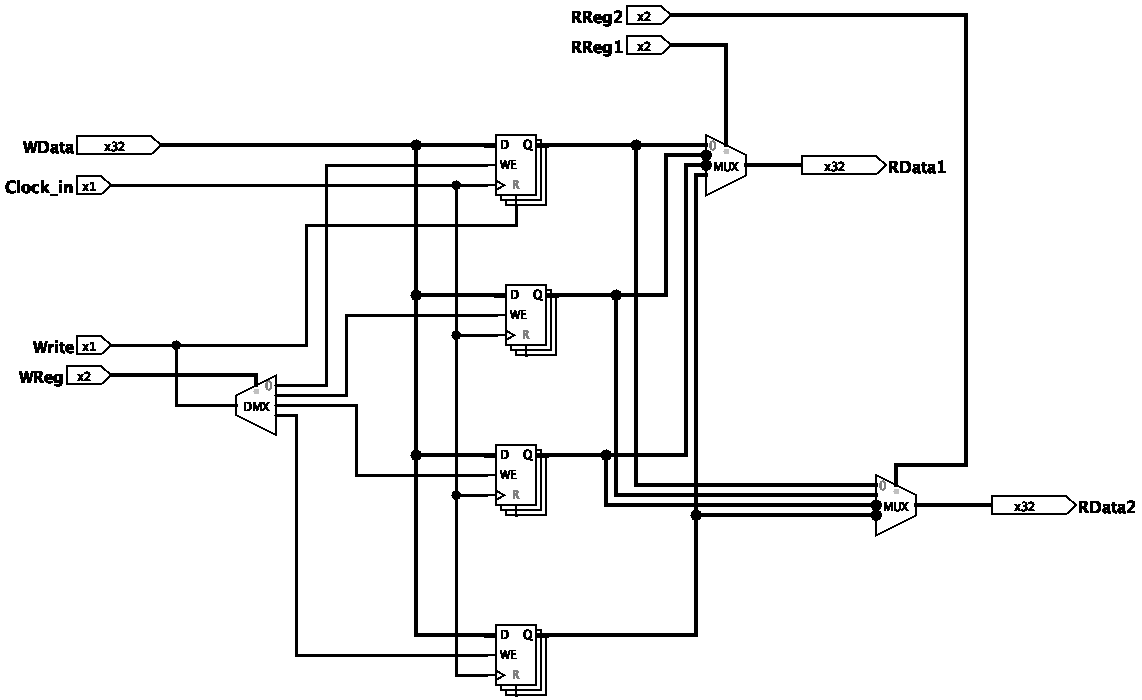 RReg2 x2
RReg1 x2
WData x32
D Q
WE
R
Clock_in x1
0
MUX
x32 RData1
D Q
WE
R
Write x1
WReg x2
0
DMX
D Q
WE
R
0
MUX
x32 RData2
D Q
WE
R